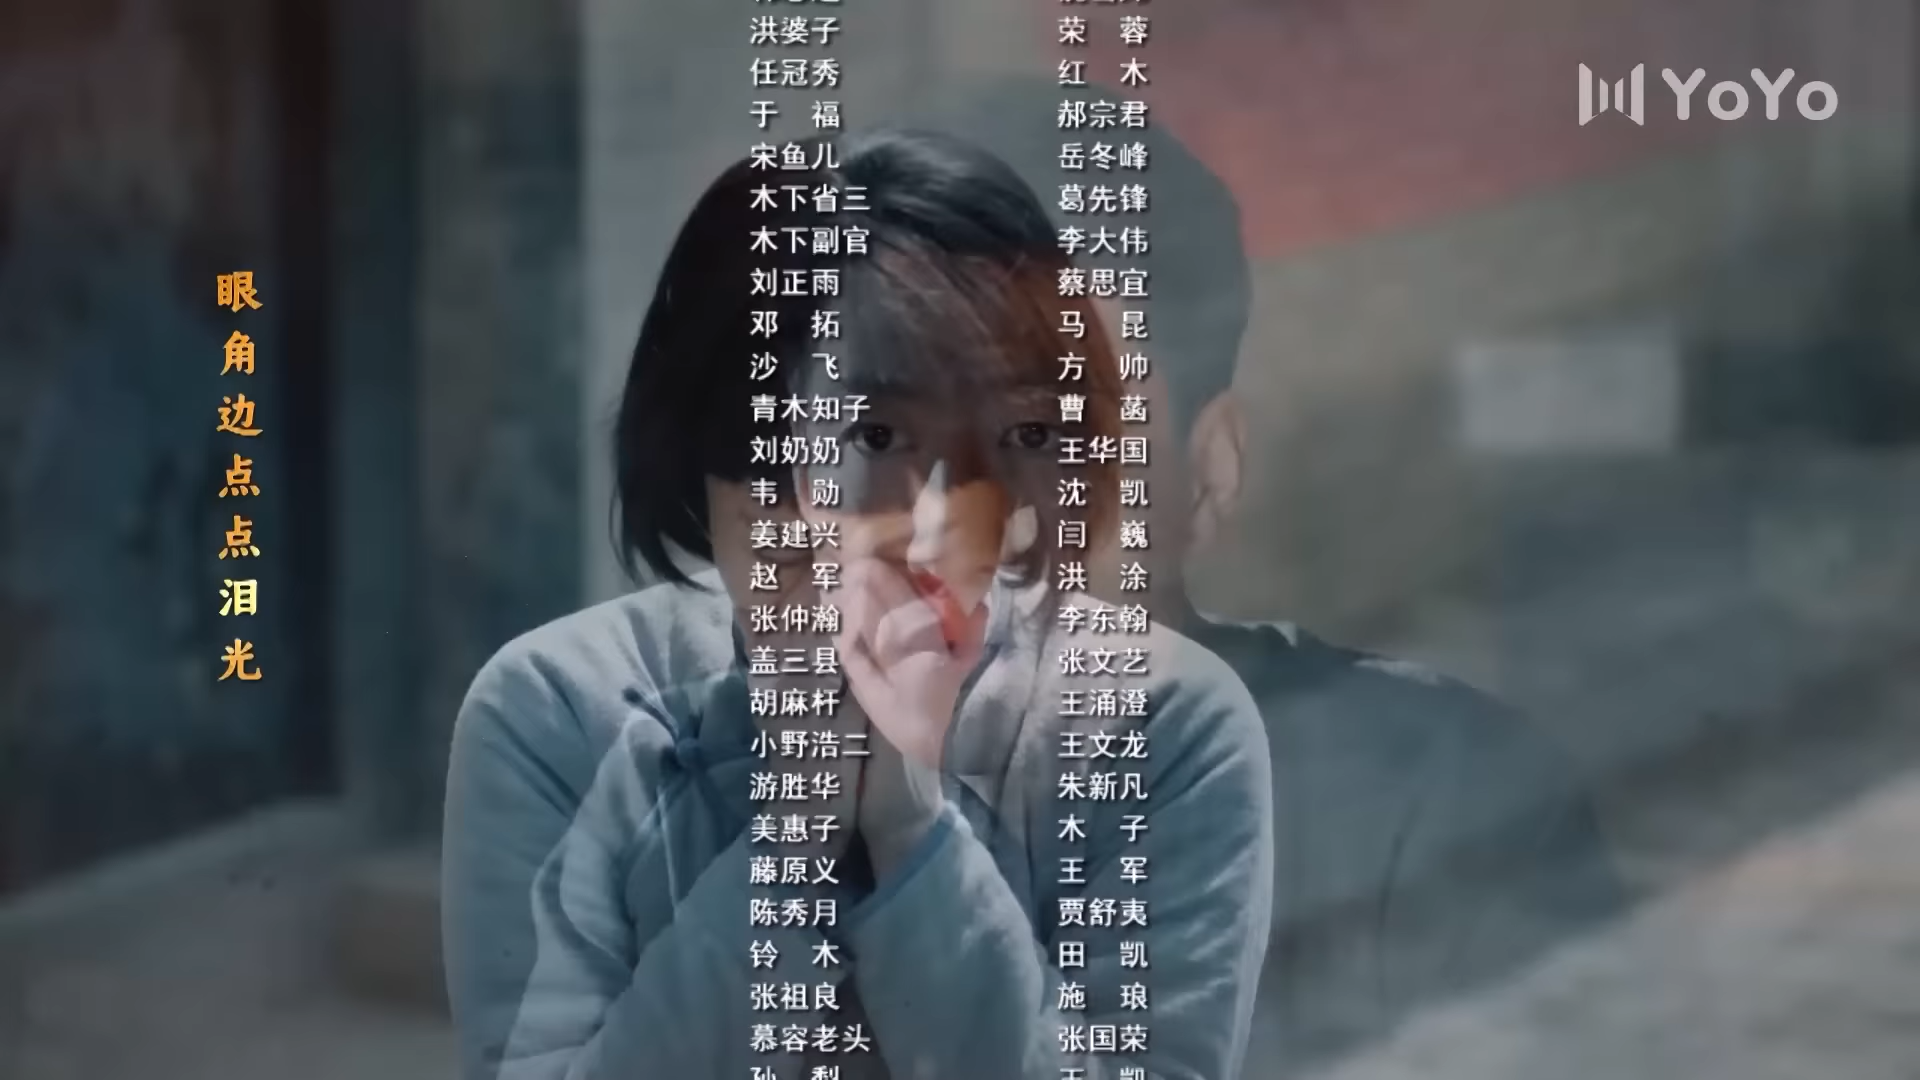 洪婆子 荣蓉
任冠秀 红木
于福 郝宗君
宋鱼儿 岳冬峰
木下省三 葛先锋
木下副官 李大伟
刘正雨 蔡思宜
邓拓 马昆
沙飞 方帅
青木知子 曹菡
刘奶奶 王华国
韦勋 沈凯
姜建兴 闫巍
赵军 洪涂
张仲瀚 李东翰
盖三县 张文艺
胡麻杆 王涌澄
小野浩二 王文龙
游胜华 朱新凡
美惠子 木子
藤原义 王军
陈秀月 贾舒夷
铃木 田凯
张祖良 施琅
慕容老头 张国荣
眼角边点点泪光
YoYo